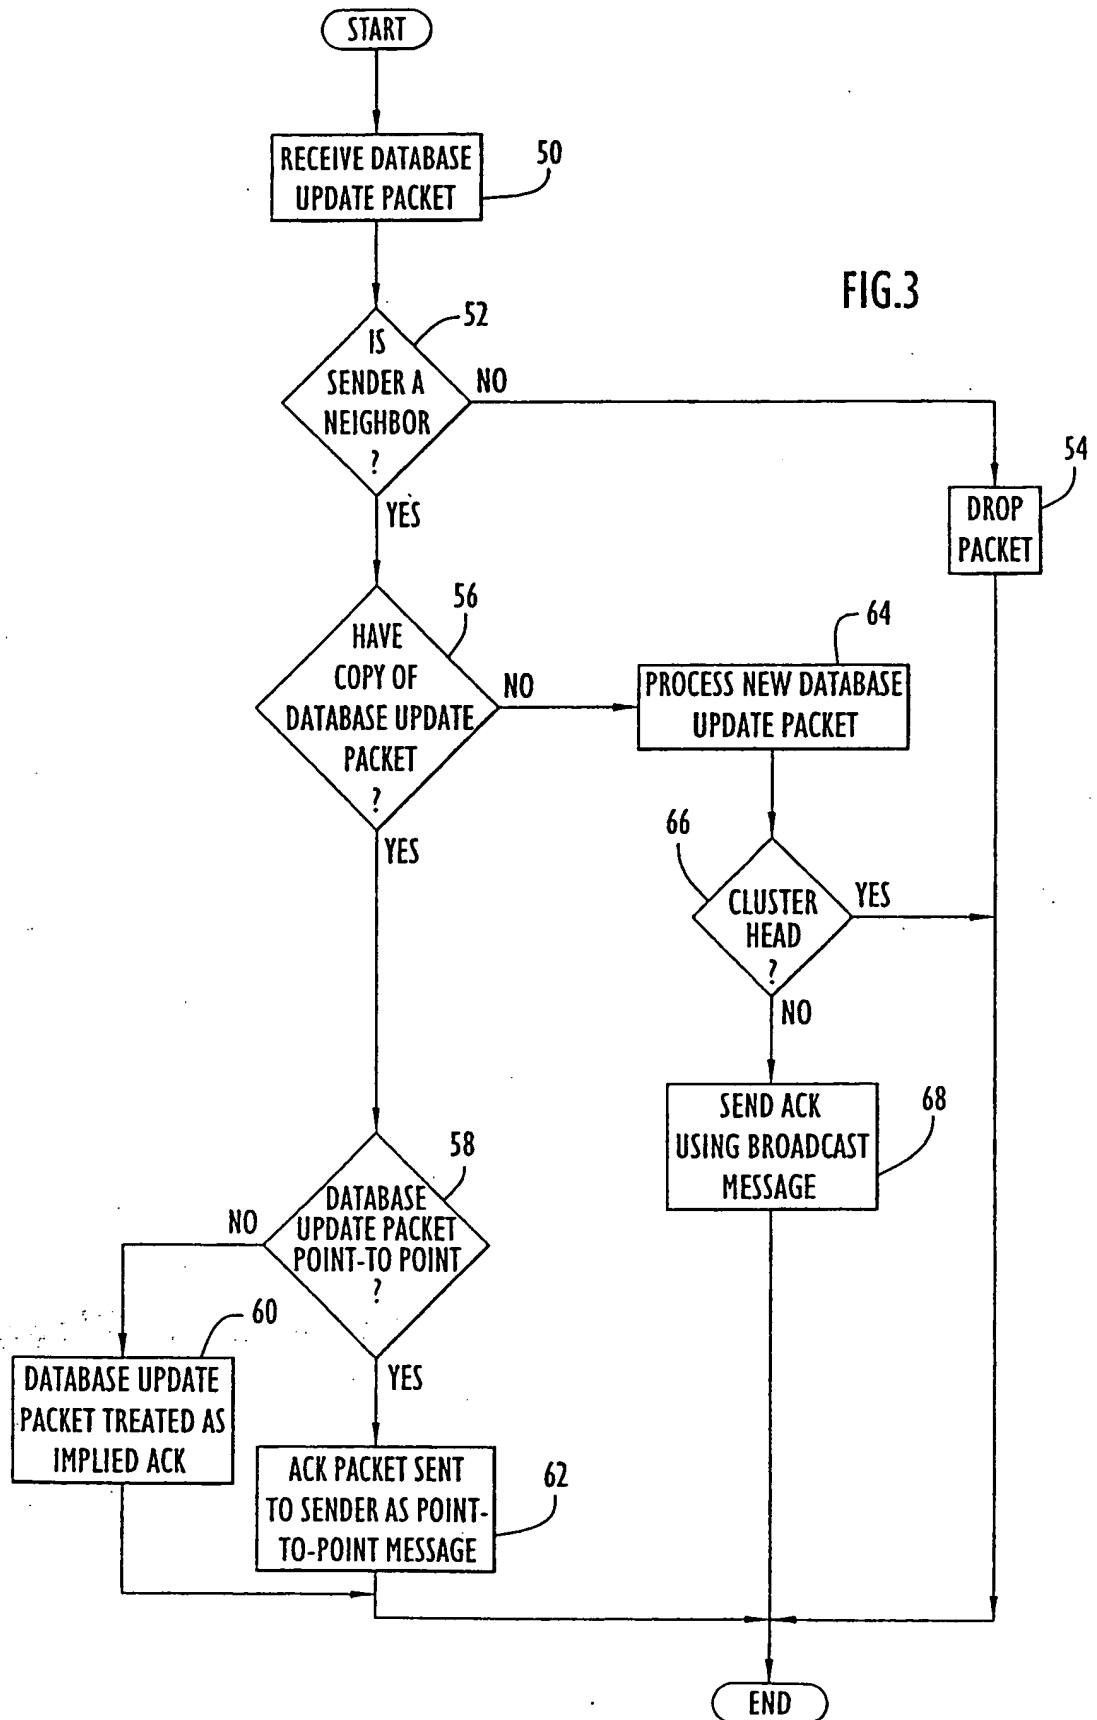 START
RECEIVE DATABASE
UPDATE PACKET
50
FIG.3
52
IS
SENDER A
NEIGHBOR
?
NO
YES
54
DROP
PACKET
56
HAVE
COPY OF
DATABASE UPDATE
PACKET
?
NO
YES
64
PROCESS NEW DATABASE
UPDATE PACKET
66
CLUSTER
HEAD
?
YES
NO
68
SEND ACK
USING BROADCAST
MESSAGE
58
DATABASE
UPDATE PACKET
POINT-TO POINT
?
NO
YES
60
DATABASE UPDATE
PACKET TREATED AS
IMPLIED ACK
62
ACK PACKET SENT
TO SENDER AS POINT-
TO-POINT MESSAGE
END